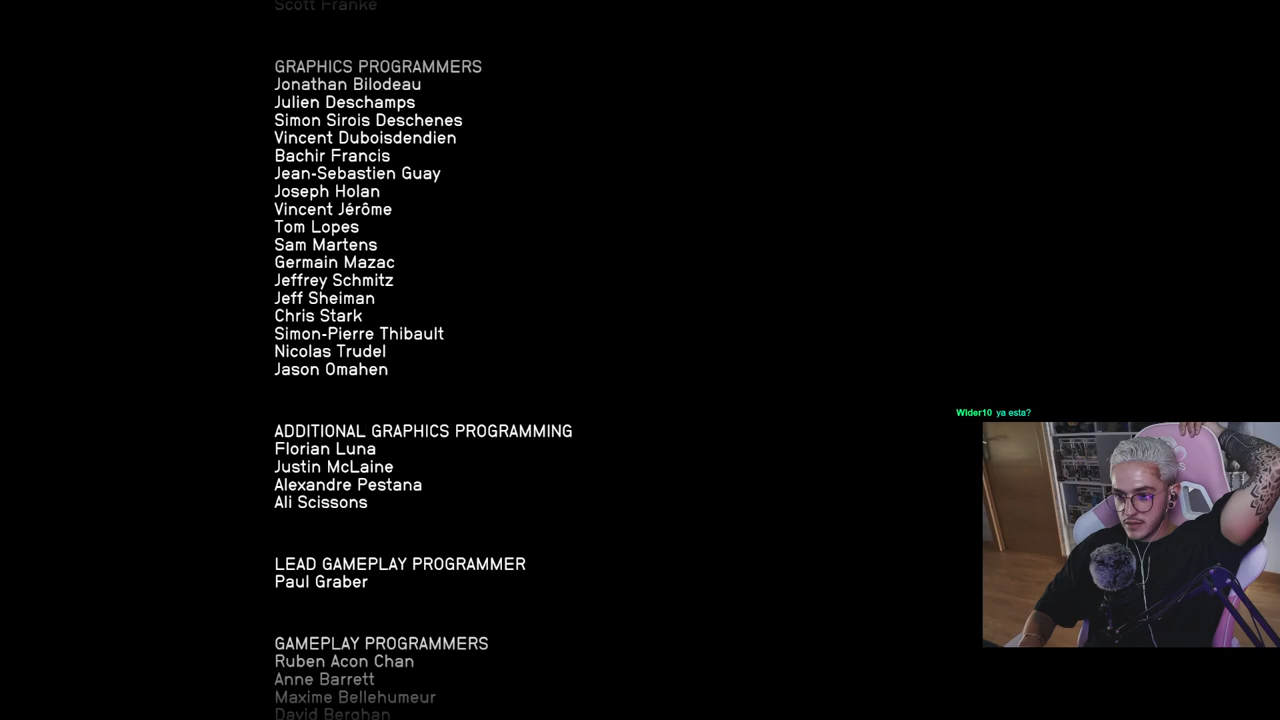 Scott Franke
GRAPHICS PROGRAMMERS
Jonathan Bilodeau
Julien Deschamps
Simon Sirois Deschenes
Vincent Duboisdendien
Bachir Francis
Jean-Sebastien Guay
Joseph Holan
Vincent Jérôme
Tom Lopes
Sam Martens
Germain Mazac
Jeffrey Schmitz
Jeff Sheiman
Chris Stark
Simon-Pierre Thibault
Nicolas Trudel
Jason Omahen
ADDITIONAL GRAPHICS PROGRAMMING
Florian Luna
Justin McLaine
Alexandre Pestana
Ali Scissons
LEAD GAMEPLAY PROGRAMMER
Paul Graber
GAMEPLAY PROGRAMMERS
Ruben Acon Chan
Anne Barrett
Maxime Bellehumeur
David Berghan
Wider10 ya esta?